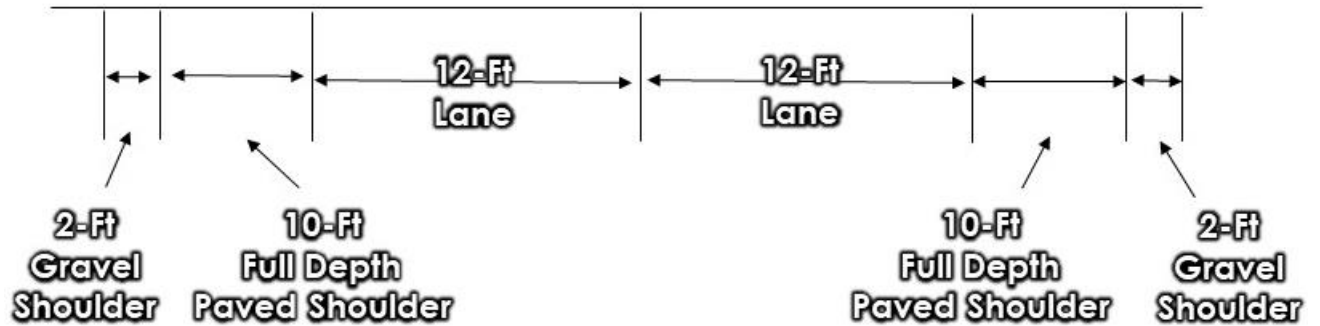 12-Ft
Lane
12-Ft
Lane
2-Ft
Gravel
Shoulder
10-Ft
Full Depth
Paved Shoulder
10-Ft
Full Depth
Paved Shoulder
2-Ft
Gravel
Shoulder